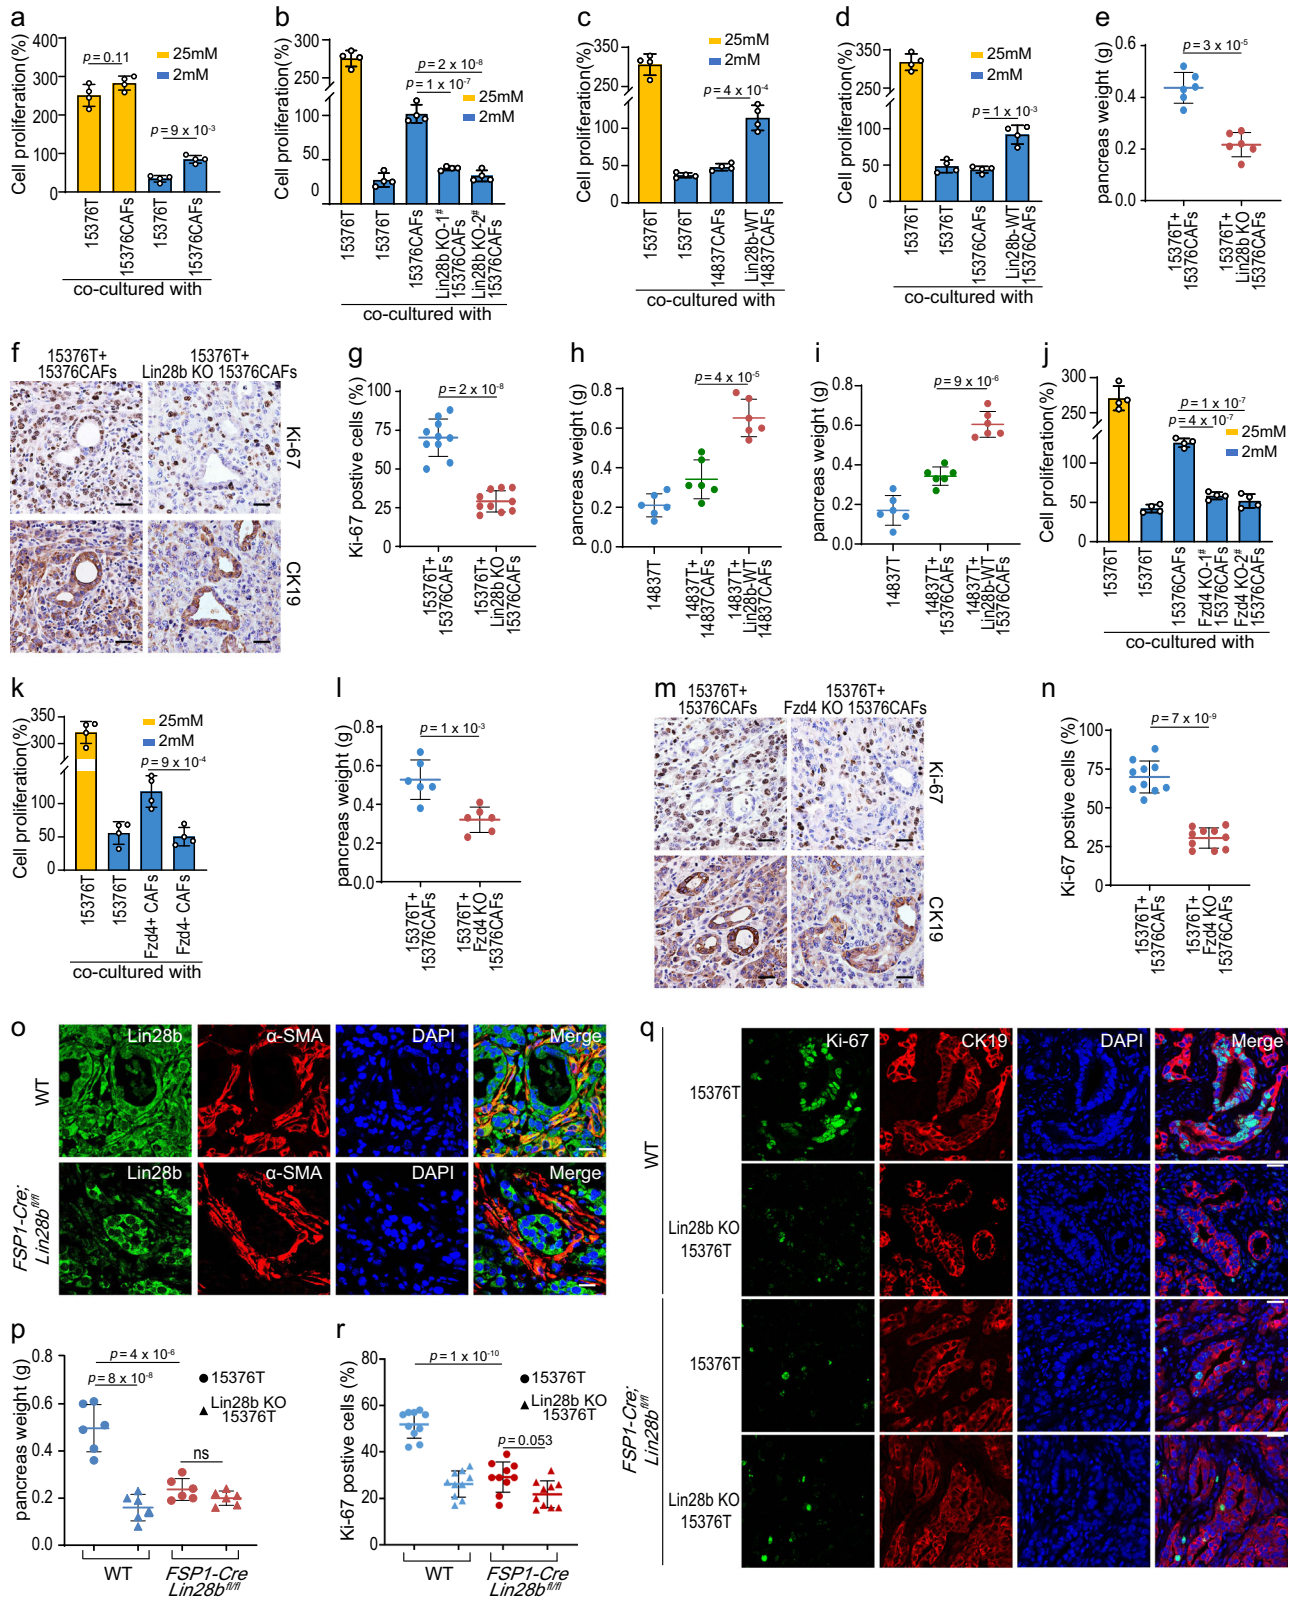 a
Cell proliferation(%)
400
300
200
100
0
p = 0.11
p = 9 x 10-3
25mM
2mM
15376T
15376CAFs
15376T
15376CAFs
co-cultured with
b
Cell proliferation(%)
300
250
100
50
0
p = 2 x 10-8
p = 1 x 10-7
25mM
2mM
15376T
15376T
15376CAFs
Lin28b KO-1#
15376CAFs
Lin28b KO-2#
15376CAFs
co-cultured with
c
Cell proliferation(%)
350
250
100
50
0
25mM
2mM
p = 4 x 10-4
15376T
15376T
14837CAFs
Lin28b-WT
14837CAFs
co-cultured with
d
Cell proliferation(%)
350
250
100
50
0
25mM
2mM
p = 1 x 10-3
15376T
15376T
15376CAFs
Lin28b-WT
15376CAFs
co-cultured with
e
pancreas weight (g)
0.6
0.4
0.2
0.0
p = 3 x 10-5
15376T+
15376CAFs
15376T+
Lin28b KO
15376CAFs
f
15376T+
15376CAFs
15376T+
Lin28b KO 15376CAFs
Ki-67
CK19
g
Ki-67 postive cells (%)
100
75
50
25
0
p = 2 x 10-8
15376T+
15376CAFs
15376T+
Lin28b KO
15376CAFs
h
pancreas weight (g)
0.8
0.6
0.4
0.2
0.0
p = 4 x 10-5
14837T
14837T+
14837CAFs
14837T+
Lin28b-WT
14837CAFs
i
pancreas weight (g)
0.8
0.6
0.4
0.2
0.0
p = 9 x 10-6
14837T
14837T+
15376CAFs
14837T+
Lin28b-WT
15376CAFs
j
Cell proliferation(%)
300
250
100
50
0
p = 1 x 10-7
p = 4 x 10-7
25mM
2mM
15376T
15376T
15376CAFs
Fzd4 KO-1#
15376CAFs
Fzd4 KO-2#
15376CAFs
co-cultured with
k
Cell proliferation(%)
350
300
100
50
0
25mM
2mM
p = 9 x 10-4
15376T
15376T
Fzd4+ CAFs
Fzd4- CAFs
co-cultured with
l
pancreas weight (g)
0.8
0.6
0.4
0.2
0.0
p = 1 x 10-3
15376T+
15376CAFs
15376T+
Fzd4 KO
15376CAFs
m
15376T+
15376CAFs
15376T+
Fzd4 KO 15376CAFs
Ki-67
CK19
n
Ki-67 postive cells (%)
100
75
50
25
0
p = 7 x 10-9
15376T+
15376CAFs
15376T+
Fzd4 KO
15376CAFs
o
Lin28b
α-SMA
DAPI
Merge
WT
Lin28b
α-SMA
DAPI
Merge
FSP1-Cre;
Lin28bfl/fl
p
pancreas weight (g)
0.8
0.6
0.4
0.2
0.0
p = 4 x 10-6
p = 8 x 10-8
15376T
Lin28b KO
15376T
ns
WT
FSP1-Cre
Lin28bfl/fl
r
Ki-67 postive cells (%)
80
60
40
20
0
p = 1 x 10-10
15376T
Lin28b KO
15376T
p = 0.053
WT
FSP1-Cre
Lin28bfl/fl
q
Ki-67
CK19
DAPI
Merge
WT
15376T
Lin28b KO
15376T
FSP1-Cre;
Lin28bfl/fl
15376T
Lin28b KO
15376T